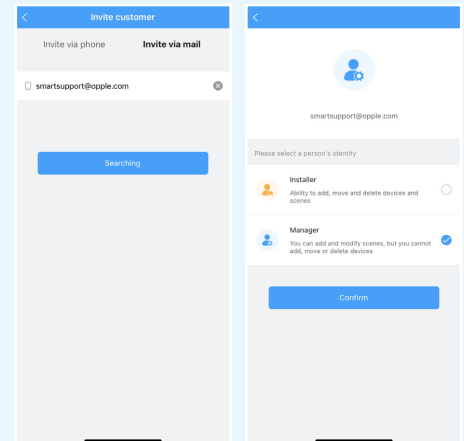 Invite customer
Invite via phone
Invite via mail
smartsupport@opple.com
Searching
smartsupport@opple.com
Please select a person's identity
Installer
Ability to add, move and delete devices and
scenes
Manager
You can add and modify scenes, but you cannot
add, move or delete devices
Confirm